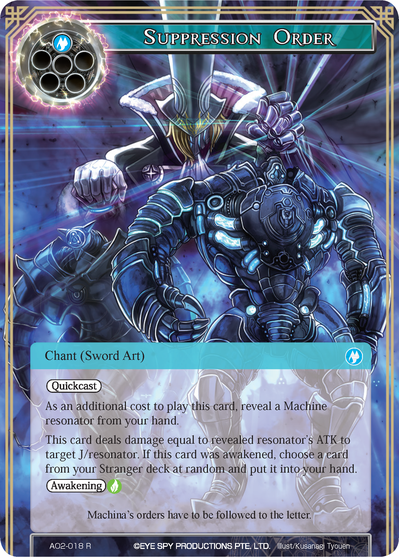 Suppression Order
Chant (Sword Art)
Quickcast
As an additional cost to play this card, reveal a Machine
resonator from your hand.
This card deals damage equal to revealed resonator's ATK to
target J/resonator. If this card was awakened, choose a card
from your Stranger deck at random and put it into your hand.
Awakening
Machina's orders have to be followed to the letter.
AO2-018 R ©EYE SPY PRODUCTIONS PTE. LTD. Illust/Kusanagi Tyouen